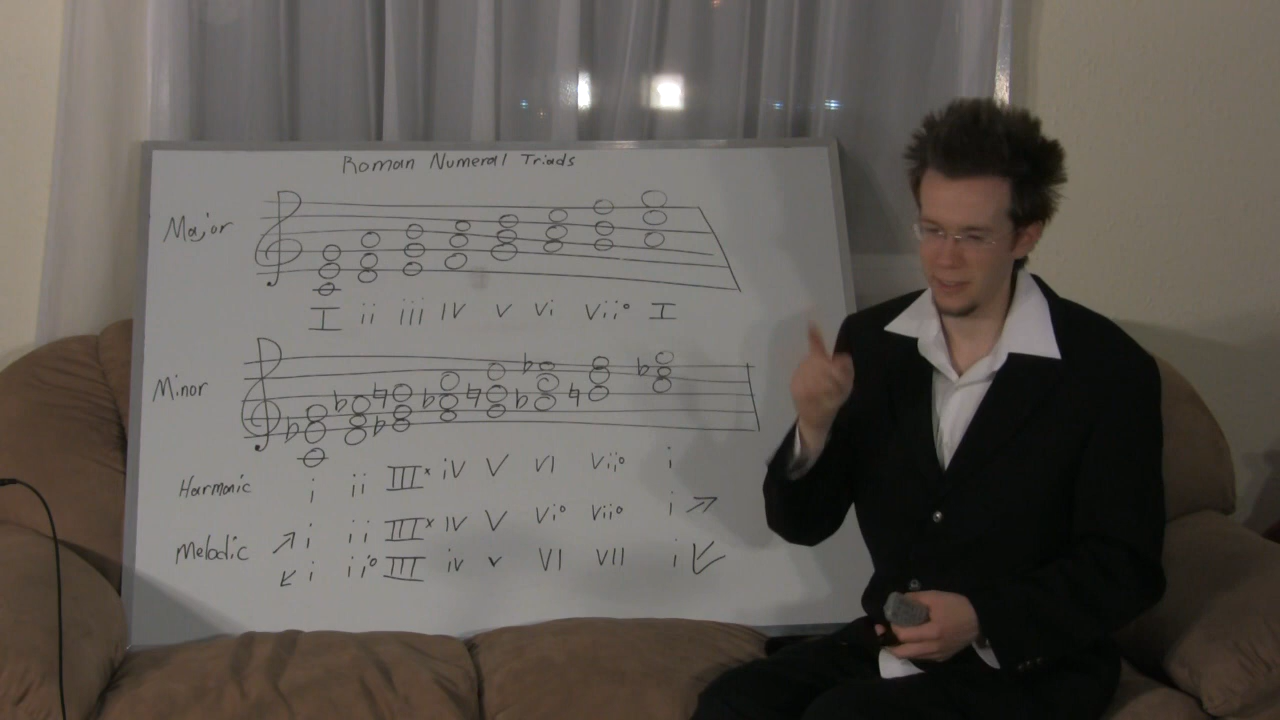 Roman Numeral Triads
Major
I ii iii IV V vi vii° I
Minor
Harmonic i ii III× iv V VI vii° i
Melodic ↗ i ii III× IV V vi° vii° i ↗
↙ i ii° III iv v VI VII i ↙